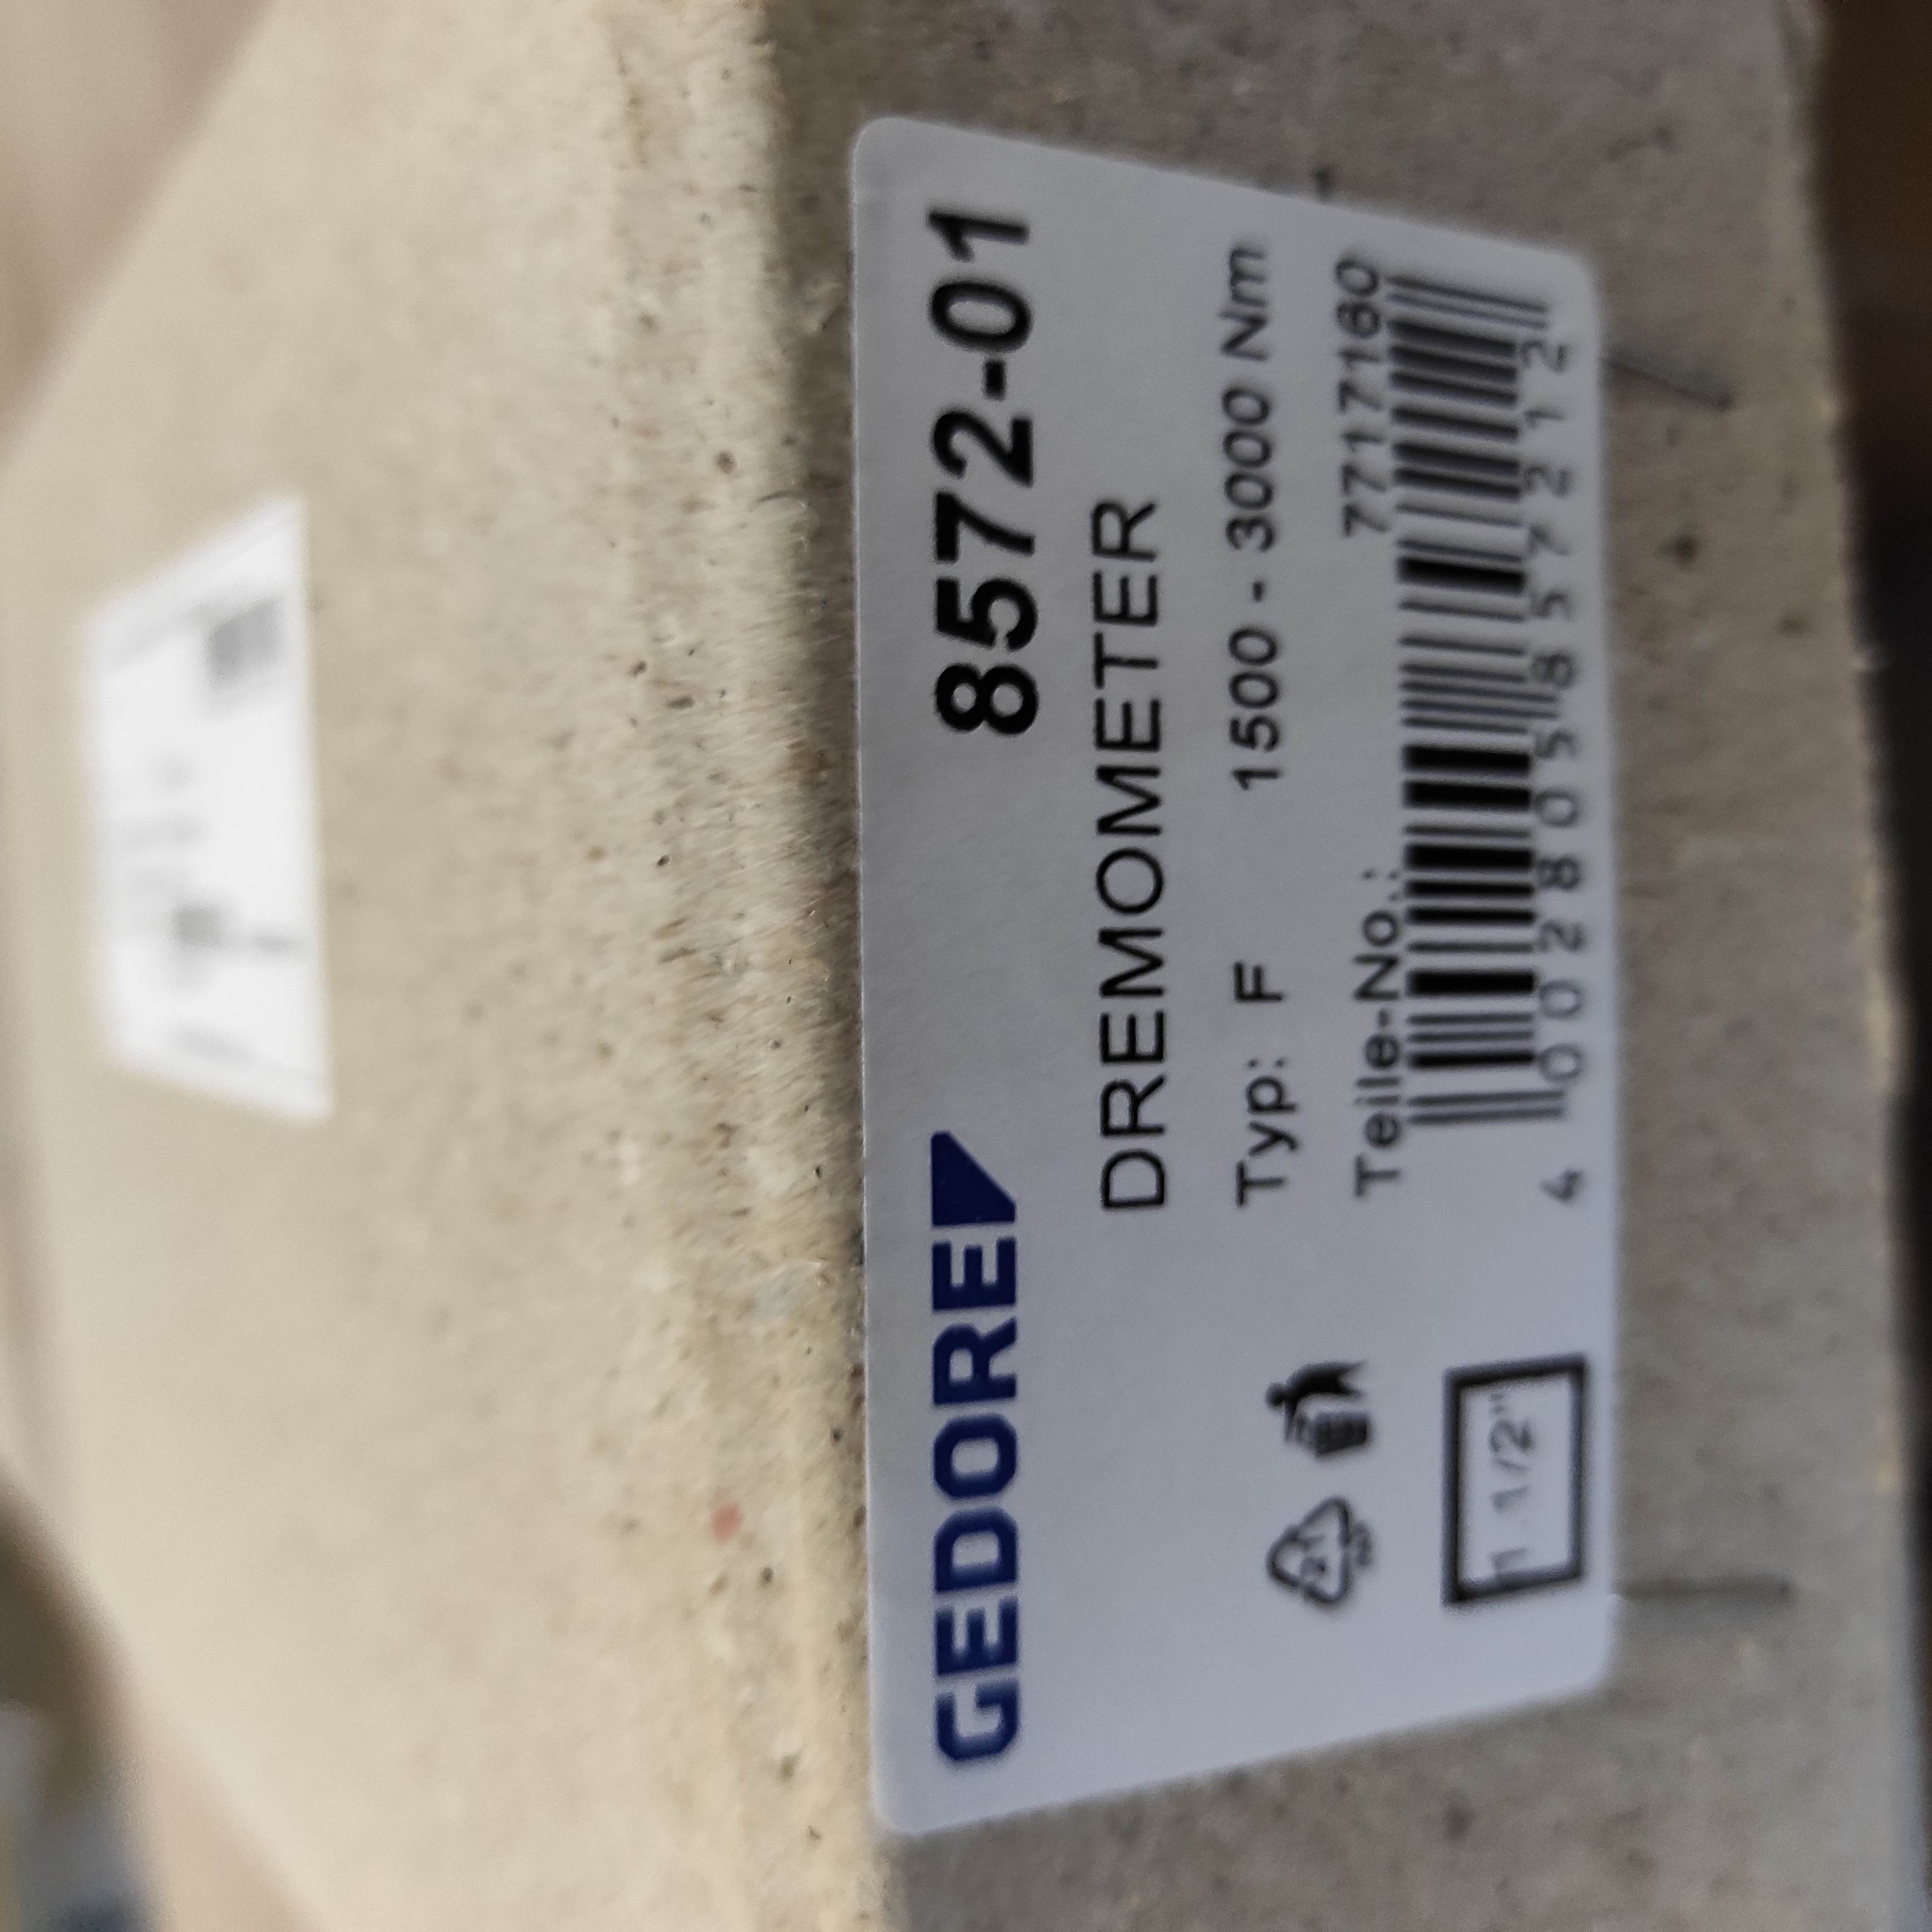 GEDORE 8572-01
DREMOMETER
Typ: F 1500 - 3000 Nm
Teile-No.: 7717160
1 1/2"
4 002805 857212